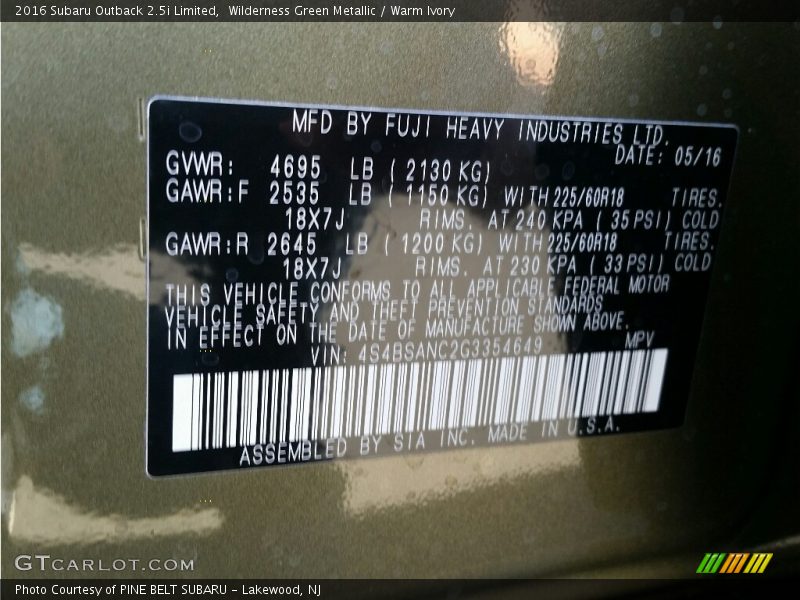 2016 Subaru Outback 2.5i Limited,  Wilderness Green Metallic / Warm Ivory
MFD BY FUJI HEAVY INDUSTRIES LTD.
DATE: 05/16
GVWR: 4695 LB ( 2130 KG)
GAWR:F 2535 LB ( 1150 KG) WITH 225/60R18 TIRES.
18X7J RIMS. AT 240 KPA ( 35 PSI) COLD
GAWR:R 2645 LB ( 1200 KG) WITH 225/60R18 TIRES.
18X7J RIMS. AT 230 KPA ( 33 PSI) COLD
THIS VEHICLE CONFORMS TO ALL APPLICABLE FEDERAL MOTOR
VEHICLE SAFETY AND THEFT PREVENTION STANDARDS
IN EFFECT ON THE DATE OF MANUFACTURE SHOWN ABOVE.
VIN: 4S4BSANC2G3354649 MPV
ASSEMBLED BY SIA INC. MADE IN U.S.A.
GTCARLOT.COM
Photo Courtesy of PINE BELT SUBARU - Lakewood, NJ